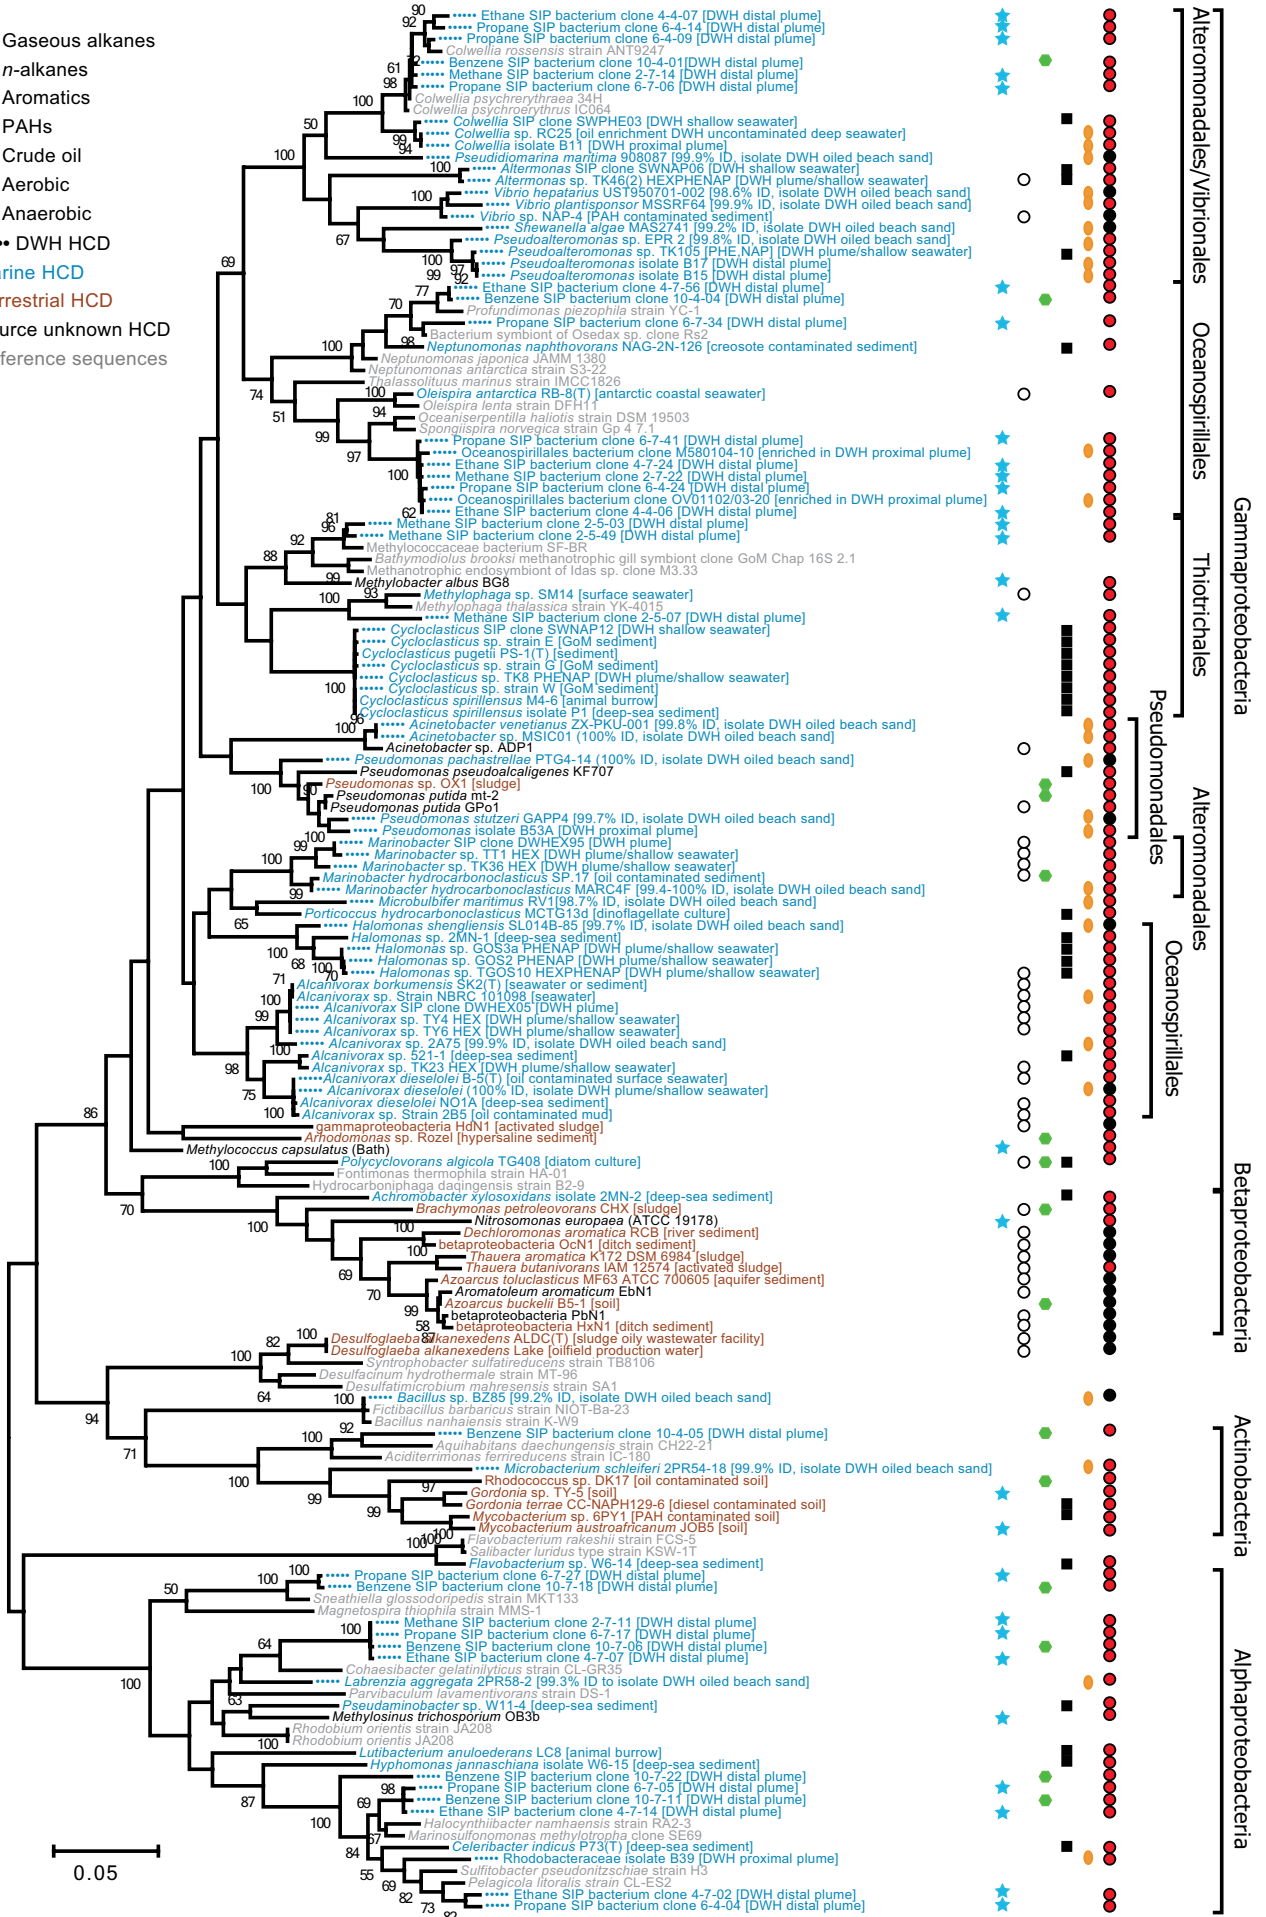 Gaseous alkanes
n-alkanes
Aromatics
PAHs
Crude oil
Aerobic
Anaerobic
•• DWH HCD
rine HCD
rrestrial HCD
urce unknown HCD
ference sequences
Ethane SIP bacterium clone 4-4-07 [DWH distal plume]
Propane SIP bacterium clone 6-4-14 [DWH distal plume]
Propane SIP bacterium clone 6-4-09 [DWH distal plume]
Colwellia rossensis strain ANT9247
Benzene SIP bacterium clone 10-4-01[DWH distal plume]
Methane SIP bacterium clone 2-7-14 [DWH distal plume]
Propane SIP bacterium clone 6-7-06 [DWH distal plume]
Colwellia psychrerythraea 34H
Colwellia psychroerythrus IC064
Colwellia SIP clone SWPHE03 [DWH shallow seawater]
Colwellia sp. RC25 [oil enrichment DWH uncontaminated deep seawater]
Colwellia isolate B11 [DWH proximal plume]
Pseudidiomarina maritima 908087 [99.9% ID, isolate DWH oiled beach sand]
Altermonas SIP clone SWNAP06 [DWH shallow seawater]
Altermonas sp. TK46(2) HEXPHENAP [DWH plume/shallow seawater]
Vibrio hepatarius UST950701-002 [98.6% ID, isolate DWH oiled beach sand]
Vibrio plantisponsor MSSRF64 [99.9% ID, isolate DWH oiled beach sand]
Vibrio sp. NAP-4 [PAH contaminated sediment]
Shewanella algae MAS2741 [99.2% ID, isolate DWH oiled beach sand]
Pseudoalteromonas sp. EPR 2 [99.8% ID, isolate DWH oiled beach sand]
Pseudoalteromonas sp. TK105 [PHE,NAP] [DWH plume/shallow seawater]
Pseudoalteromonas isolate B17 [DWH distal plume]
Pseudoalteromonas isolate B15 [DWH distal plume]
Ethane SIP bacterium clone 4-7-56 [DWH distal plume]
Benzene SIP bacterium clone 10-4-04 [DWH distal plume]
Profundimonas piezophila strain YC-1
Propane SIP bacterium clone 6-7-34 [DWH distal plume]
Bacterium symbiont of Osedax sp. clone Rs2
Neptunomonas naphthovorans NAG-2N-126 [creosote contaminated sediment]
Neptunomonas japonica JAMM 1380
Neptunomonas antarctica strain S3-22
Thalassolituus marinus strain IMCC1826
Oleispira antarctica RB-8(T) [antarctic coastal seawater]
Oleispira lenta strain DFH11
Oceaniserpentilla haliotis strain DSM 19503
Spongiispira norvegica strain Gp 4 7.1
Propane SIP bacterium clone 6-7-41 [DWH distal plume]
Oceanospirillales bacterium clone M580104-10 [enriched in DWH proximal plume]
Ethane SIP bacterium clone 4-7-24 [DWH distal plume]
Methane SIP bacterium clone 2-7-22 [DWH distal plume]
Propane SIP bacterium clone 6-4-24 [DWH distal plume]
Oceanospirillales bacterium clone OV01102/03-20 [enriched in DWH proximal plume]
Ethane SIP bacterium clone 4-4-06 [DWH distal plume]
Methane SIP bacterium clone 2-5-03 [DWH distal plume]
Methane SIP bacterium clone 2-5-49 [DWH distal plume]
Methylococcaceae bacterium SF-BR
Bathymodiolus brooksi methanotrophic gill symbiont clone GoM Chap 16S 2.1
Methanotrophic endosymbiont of Idas sp. clone M3.33
Methylobacter albus BG8
Methylophaga sp. SM14 [surface seawater]
Methylophaga thalassica strain YK-4015
Methane SIP bacterium clone 2-5-07 [DWH distal plume]
Cycloclasticus SIP clone SWNAP12 [DWH shallow seawater]
Cycloclasticus sp. strain E [GoM sediment]
Cycloclasticus pugetii PS-1(T) [sediment]
Cycloclasticus sp. strain G [GoM sediment]
Cycloclasticus sp. TK8 PHENAP [DWH plume/shallow seawater]
Cycloclasticus sp. strain W [GoM sediment]
Cycloclasticus spirillensus M4-6 [animal burrow]
Cycloclasticus spirillensus isolate P1 [deep-sea sediment]
Acinetobacter venetianus ZX-PKU-001 [99.8% ID, isolate DWH oiled beach sand]
Acinetobacter sp. MSIC01 (100% ID, isolate DWH oiled beach sand]
Acinetobacter sp. ADP1
Pseudomonas pachastrellae PTG4-14 (100% ID, isolate DWH oiled beach sand]
Pseudomonas pseudoalcaligenes KF707
Pseudomonas sp. OX1 [sludge]
Pseudomonas putida mt-2
Pseudomonas putida GPo1
Pseudomonas stutzeri GAPP4 [99.7% ID, isolate DWH oiled beach sand]
Pseudomonas isolate B53A [DWH proximal plume]
Marinobacter SIP clone DWHEX95 [DWH plume]
Marinobacter sp. TT1 HEX [DWH plume/shallow seawater]
Marinobacter sp. TK36 HEX [DWH plume/shallow seawater]
Marinobacter hydrocarbonoclasticus SP.17 [oil contaminated sediment]
Marinobacter hydrocarbonoclasticus MARC4F [99.4-100% ID, isolate DWH oiled beach sand]
Microbulbifer maritimus RV1[98.7% ID, isolate DWH oiled beach sand]
Porticoccus hydrocarbonoclasticus MCTG13d [dinoflagellate culture]
Halomonas shengliensis SL014B-85 [99.7% ID, isolate DWH oiled beach sand]
Halomonas sp. 2MN-1 [deep-sea sediment]
Halomonas sp. GOS3a PHENAP [DWH plume/shallow seawater]
Halomonas sp. GOS2 PHENAP [DWH plume/shallow seawater]
Halomonas sp. TGOS10 HEXPHENAP [DWH plume/shallow seawater]
Alcanivorax borkumensis SK2(T) [seawater or sediment]
Alcanivorax sp. Strain NBRC 101098 [seawater]
Alcanivorax SIP clone DWHEX05 [DWH plume]
Alcanivorax sp. TY4 HEX [DWH plume/shallow seawater]
Alcanivorax sp. TY6 HEX [DWH plume/shallow seawater]
Alcanivorax sp. 2A75 [99.9% ID, isolate DWH oiled beach sand]
Alcanivorax sp. 521-1 [deep-sea sediment]
Alcanivorax sp. TK23 HEX [DWH plume/shallow seawater]
Alcanivorax dieselolei B-5(T) [oil contaminated surface seawater]
Alcanivorax dieselolei (100% ID, isolate DWH plume/shallow seawater]
Alcanivorax dieselolei NO1A [deep-sea sediment]
Alcanivorax sp. Strain 2B5 [oil contaminated mud]
gammaproteobacteria HdN1 [activated sludge]
Arhodomonas sp. Rozel [hypersaline sediment]
Methylococcus capsulatus (Bath)
Polycyclovorans algicola TG408 [diatom culture]
Fontimonas thermophila strain HA-01
Hydrocarboniphaga daqingensis strain B2-9
Achromobacter xylosoxidans isolate 2MN-2 [deep-sea sediment]
Brachymonas petroleovorans CHX [sludge]
Nitrosomonas europaea (ATCC 19178)
Dechloromonas aromatica RCB [river sediment]
betaproteobacteria OcN1 [ditch sediment]
Thauera aromatica K172 DSM 6984 [sludge]
Thauera butanivorans IAM 12574 [activated sludge]
Azoarcus toluclasticus MF63 ATCC 700605 [aquifer sediment]
Aromatoleum aromaticum EbN1
Azoarcus buckelii B5-1 [soil]
betaproteobacteria PbN1
betaproteobacteria HxN1 [ditch sediment]
Desulfoglaeba alkanexedens ALDC(T) [sludge oily wastewater facility]
Desulfoglaeba alkanexedens Lake [oilfield production water]
Syntrophobacter sulfatireducens strain TB8106
Desulfacinum hydrothermale strain MT-96
Desulfatimicrobium mahresensis strain SA1
Bacillus sp. BZ85 [99.2% ID, isolate DWH oiled beach sand]
Fictibacillus barbaricus strain NIOT-Ba-23
Bacillus nanhaiensis strain K-W9
Benzene SIP bacterium clone 10-4-05 [DWH distal plume]
Aquihabitans daechungensis strain CH22-21
Aciditerrimonas ferrireducens strain IC-180
Microbacterium schleiferi 2PR54-18 [99.9% ID, isolate DWH oiled beach sand]
Rhodococcus sp. DK17 [oil contaminated soil]
Gordonia sp. TY-5 [soil]
Gordonia terrae CC-NAPH129-6 [diesel contaminated soil]
Mycobacterium sp. 6PY1 [PAH contaminated soil]
Mycobacterium austroafricanum JOB5 [soil]
Flavobacterium rakeshii strain FCS-5
Salibacter luridus type strain KSW-1T
Flavobacterium sp. W6-14 [deep-sea sediment]
Propane SIP bacterium clone 6-7-27 [DWH distal plume]
Benzene SIP bacterium clone 10-7-18 [DWH distal plume]
Sneathiella glossodoripedis strain MKT133
Magnetospira thiophila strain MMS-1
Methane SIP bacterium clone 2-7-11 [DWH distal plume]
Propane SIP bacterium clone 6-7-17 [DWH distal plume]
Benzene SIP bacterium clone 10-7-06 [DWH distal plume]
Ethane SIP bacterium clone 4-7-07 [DWH distal plume]
Cohaesibacter gelatinilyticus strain CL-GR35
Labrenzia aggregata 2PR58-2 [99.3% ID to isolate DWH oiled beach sand]
Parvibaculum lavamentivorans strain DS-1
Pseudaminobacter sp. W11-4 [deep-sea sediment]
Methylosinus trichosporium OB3b
Rhodobium orientis strain JA208
Rhodobium orientis JA208
Lutibacterium anuloederans LC8 [animal burrow]
Hyphomonas jannaschiana isolate W6-15 [deep-sea sediment]
Benzene SIP bacterium clone 10-7-22 [DWH distal plume]
Propane SIP bacterium clone 6-7-05 [DWH distal plume]
Benzene SIP bacterium clone 10-7-11 [DWH distal plume]
Ethane SIP bacterium clone 4-7-14 [DWH distal plume]
Halocynthiibacter namhaensis strain RA2-3
Marinosulfonomonas methylotropha clone SE69
Celeribacter indicus P73(T) [deep-sea sediment]
Rhodobacteraceae isolate B39 [DWH proximal plume]
Sulfitobacter pseudonitzschiae strain H3
Pelagicola litoralis strain CL-ES2
Ethane SIP bacterium clone 4-7-02 [DWH distal plume]
Propane SIP bacterium clone 6-4-04 [DWH distal plume]
0.05
Alteromonadales/Vibrionales
Oceanospirillales
Thiotrichales
Pseudomonadales
Alteromonadales
Oceanospirillales
Gammaproteobacteria
Betaproteobacteria
Actinobacteria
Alphaproteobacteria